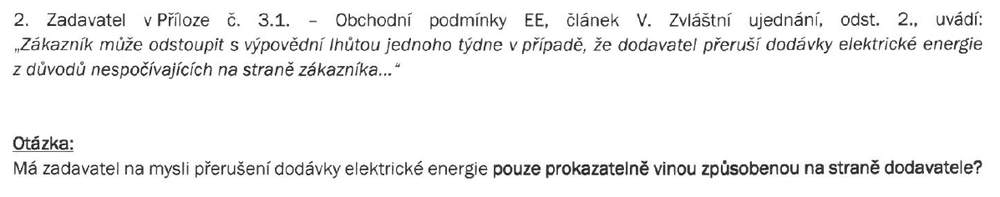 2. Zadavatel v Příloze č. 3.1. – Obchodní podmínky EE, článek V. Zvláštní ujednání, odst. 2., uvádí:
„Zákazník může odstoupit s výpovědní lhůtou jednoho týdne v případě, že dodavatel přeruší dodávky elektrické energie
z důvodů nespočívajících na straně zákazníka...“
Otázka:
Má zadavatel na mysli přerušení dodávky elektrické energie pouze prokazatelně vinou způsobenou na straně dodavatele?